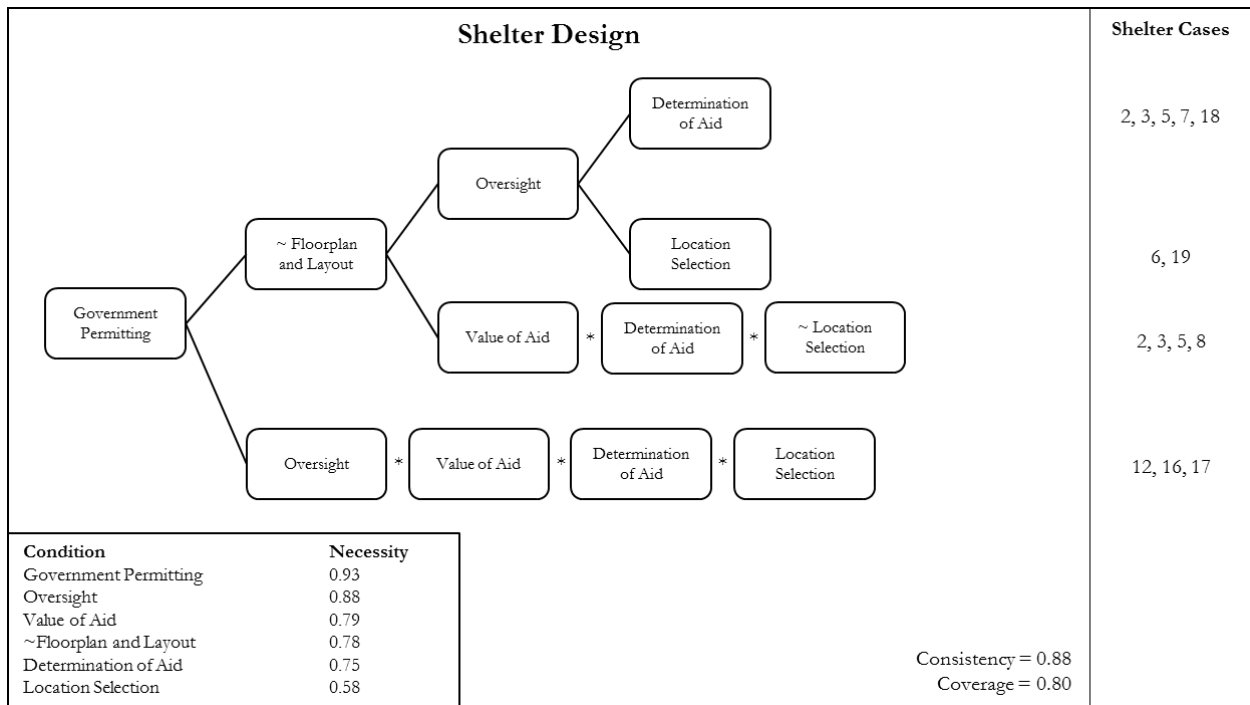 Shelter Design
Shelter Cases
Determination
of Aid
2, 3, 5, 7, 18
Oversight
~ Floorplan
and Layout
Location
Selection
6, 19
Government
Permitting
Value of Aid * Determination
of Aid * ~ Location
Selection
2, 3, 5, 8
Oversight * Value of Aid * Determination
of Aid * Location
Selection
12, 16, 17
Condition Necessity
Government Permitting 0.93
Oversight 0.88
Value of Aid 0.79
~Floorplan and Layout 0.78
Determination of Aid 0.75
Location Selection 0.58
Consistency = 0.88
Coverage = 0.80